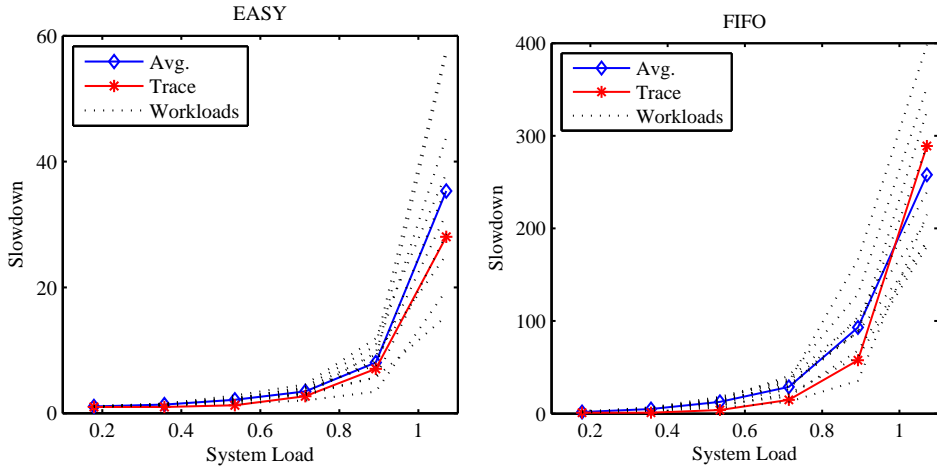 EASY
60
40
20
0
Slowdown
Avg.
Trace
Workloads
0.2 0.4 0.6 0.8 1
System Load
FIFO
400
300
200
100
0
Slowdown
Avg.
Trace
Workloads
0.2 0.4 0.6 0.8 1
System Load